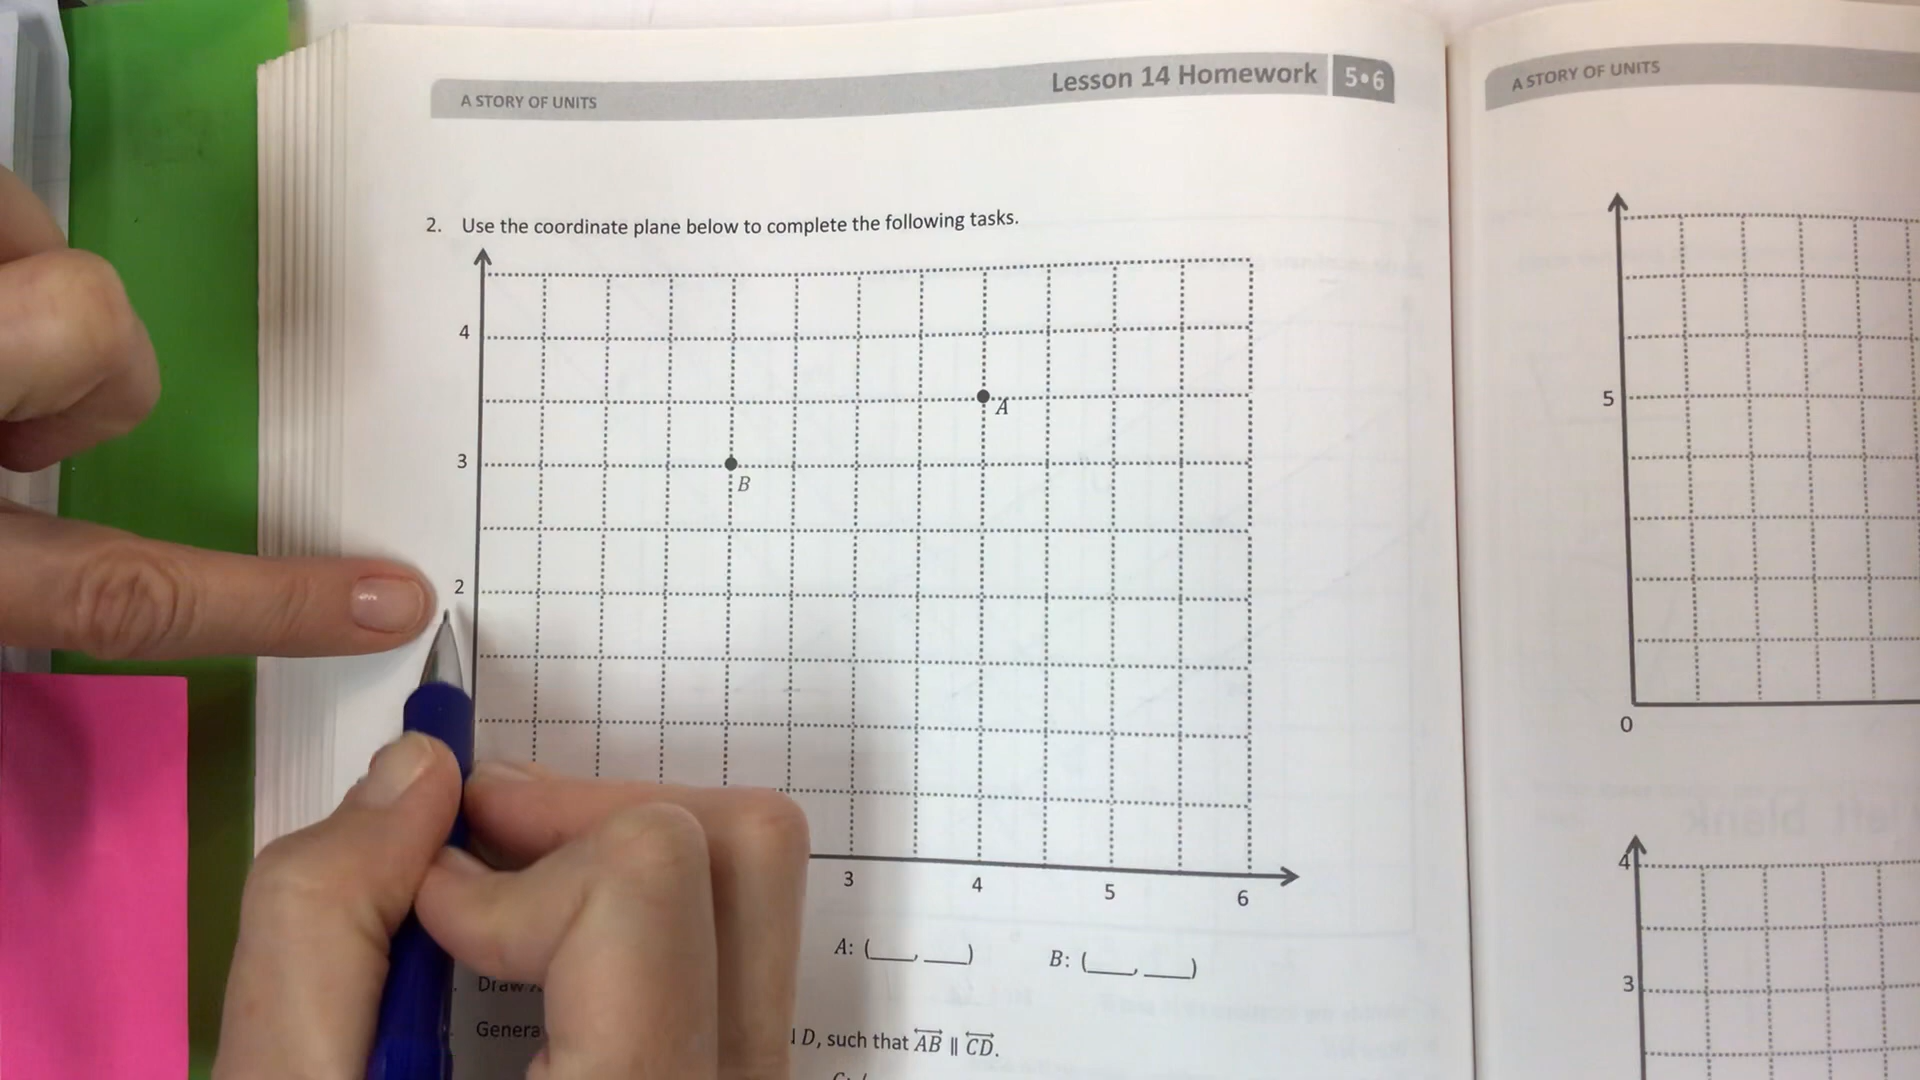 A STORY OF UNITS
Lesson 14 Homework 5•6
2. Use the coordinate plane below to complete the following tasks.
4
A
3
B
2
3 4 5 6
A: (___, ___) B: (___, ___)
D, such that AB ∥ CD.
A STORY OF UNITS
5
0
4
3